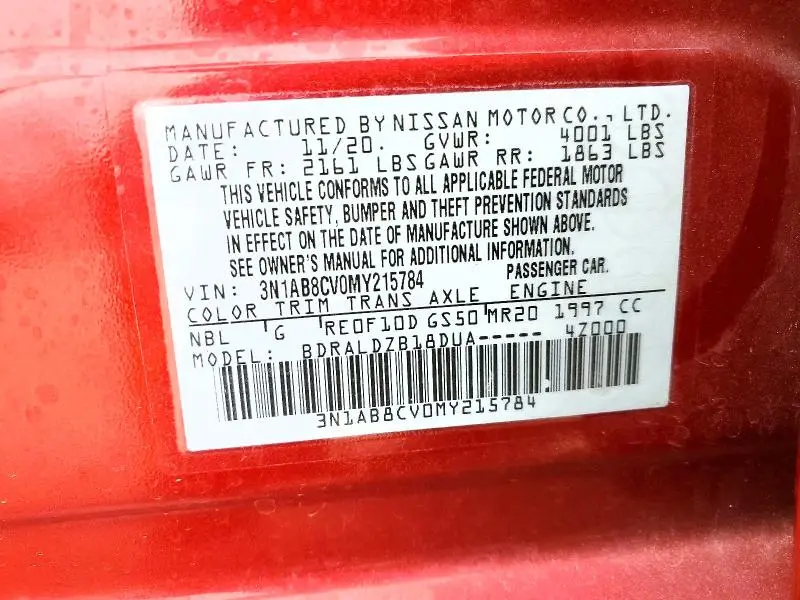 MANUFACTURED BY NISSAN MOTOR CO., LTD.
DATE: 11/20. GVWR: 4001 LBS
GAWR FR: 2161 LBS GAWR RR: 1863 LBS
THIS VEHICLE CONFORMS TO ALL APPLICABLE FEDERAL MOTOR
VEHICLE SAFETY, BUMPER AND THEFT PREVENTION STANDARDS
IN EFFECT ON THE DATE OF MANUFACTURE SHOWN ABOVE.
SEE OWNER'S MANUAL FOR ADDITIONAL INFORMATION.
VIN: 3N1AB8CV0MY215784 PASSENGER CAR.
COLOR TRIM TRANS AXLE ENGINE
NBL G RE0F10D GS50 MR20 1997 CC
MODEL: BDRALDZB18DUA----- 4Z000
3N1AB8CV0MY215784